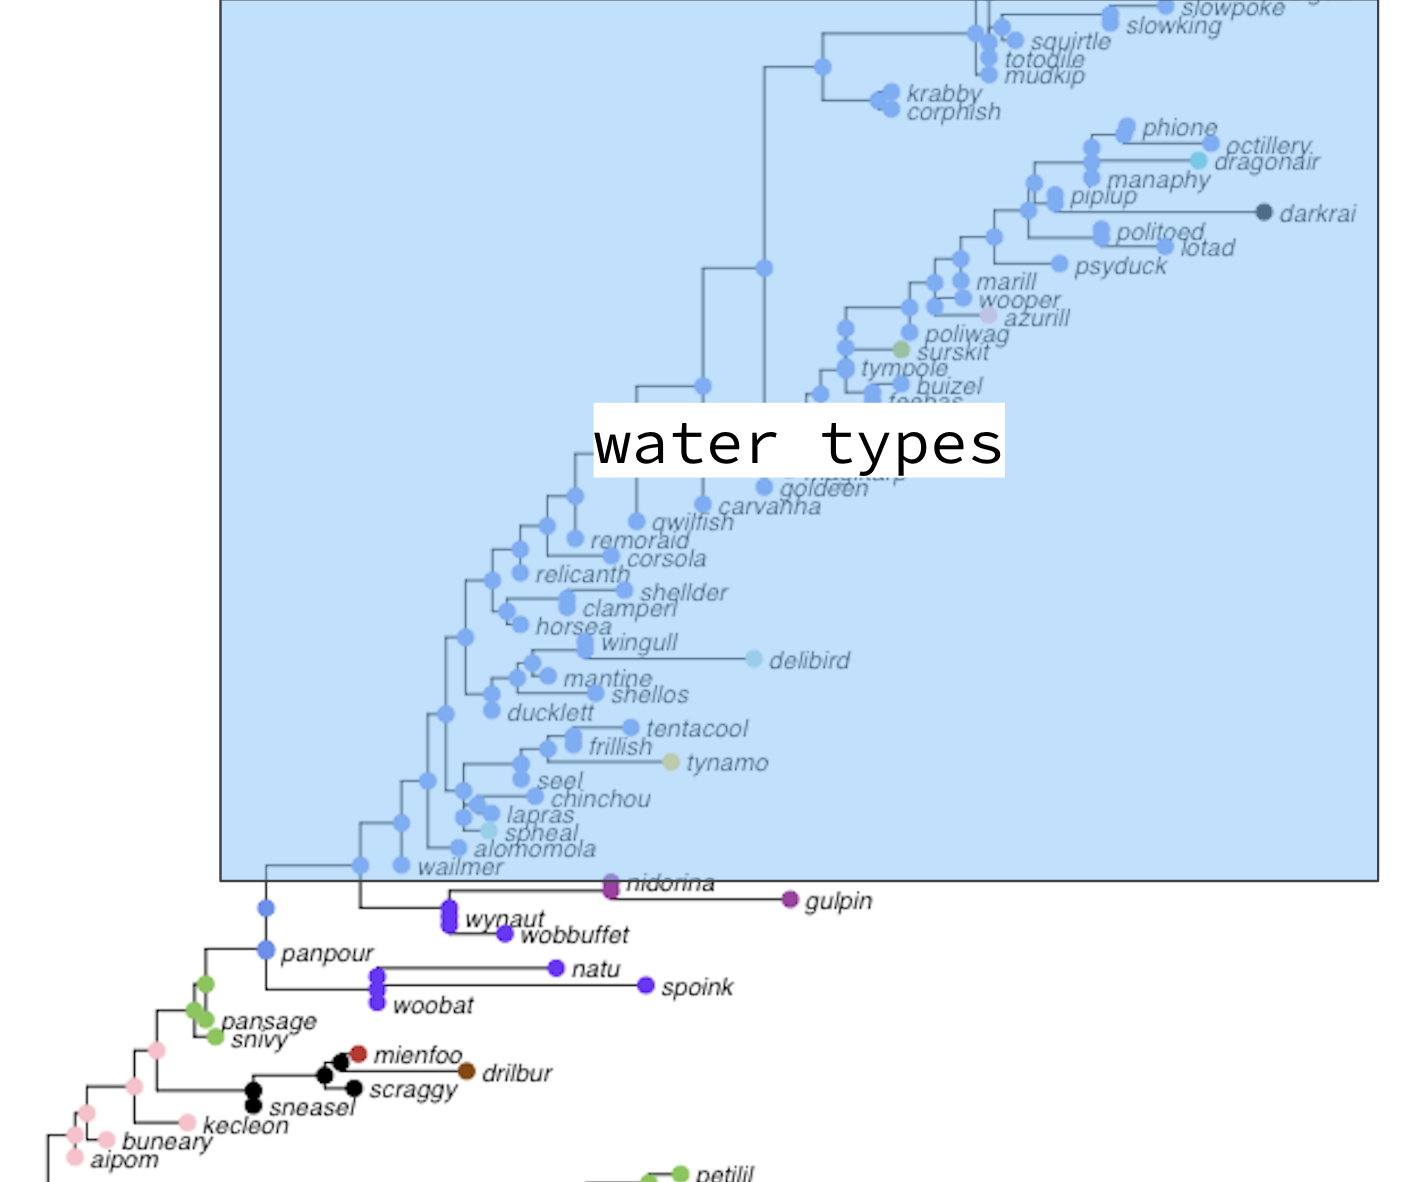 slowpoke
slowking
squirtle
totodile
mudkip
krabby
corphish
phione
octillery
dragonair
manaphy
piplup
darkrai
politoed
lotad
psyduck
marill
wooper
azurill
poliwag
surskit
tympole
buizel
feebas
water types
goldeen
carvanha
qwilfish
remoraid
corsola
relicanth
shellder
clamperl
horsea
wingull
delibird
mantine
shellos
ducklett
tentacool
frillish
tynamo
seel
chinchou
lapras
spheal
alomomola
wailmer
nidorina
gulpin
wynaut
wobbuffet
panpour
natu
spoink
woobat
pansage
snivy
mienfoo
drilbur
scraggy
sneasel
kecleon
buneary
aipom
petilil